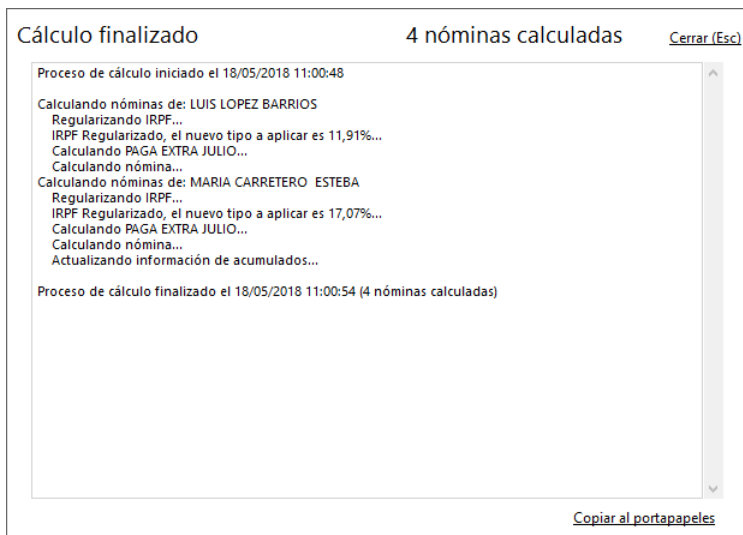 Cálculo finalizado 4 nóminas calculadas Cerrar (Esc)
Proceso de cálculo iniciado el 18/05/2018 11:00:48
Calculando nóminas de: LUIS LOPEZ BARRIOS
Regularizando IRPF...
IRPF Regularizado, el nuevo tipo a aplicar es 11,91%...
Calculando PAGA EXTRA JULIO...
Calculando nómina...
Calculando nóminas de: MARIA CARRETERO  ESTEBA
Regularizando IRPF...
IRPF Regularizado, el nuevo tipo a aplicar es 17,07%...
Calculando PAGA EXTRA JULIO...
Calculando nómina...
Actualizando información de acumulados...
Proceso de cálculo finalizado el 18/05/2018 11:00:54 (4 nóminas calculadas)
Copiar al portapapeles